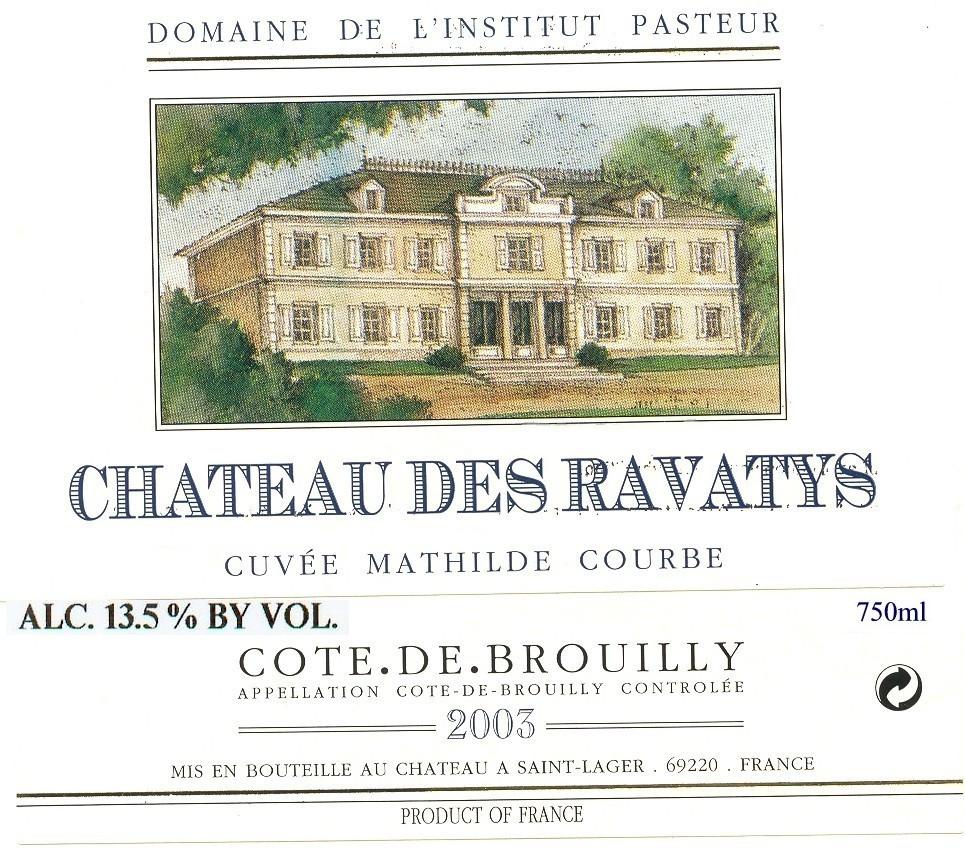 DOMAINE DE L'INSTITUT PASTEUR
CHATEAU DES RAVATYS
CUVÉE MATHILDE COURBE
ALC. 13.5 % BY VOL.
750ml
COTE.DE.BROUILLY
APPELLATION COTE-DE-BROUILLY CONTROLÉE
2003
MIS EN BOUTEILLE AU CHATEAU A SAINT-LAGER . 69220 . FRANCE
PRODUCT OF FRANCE